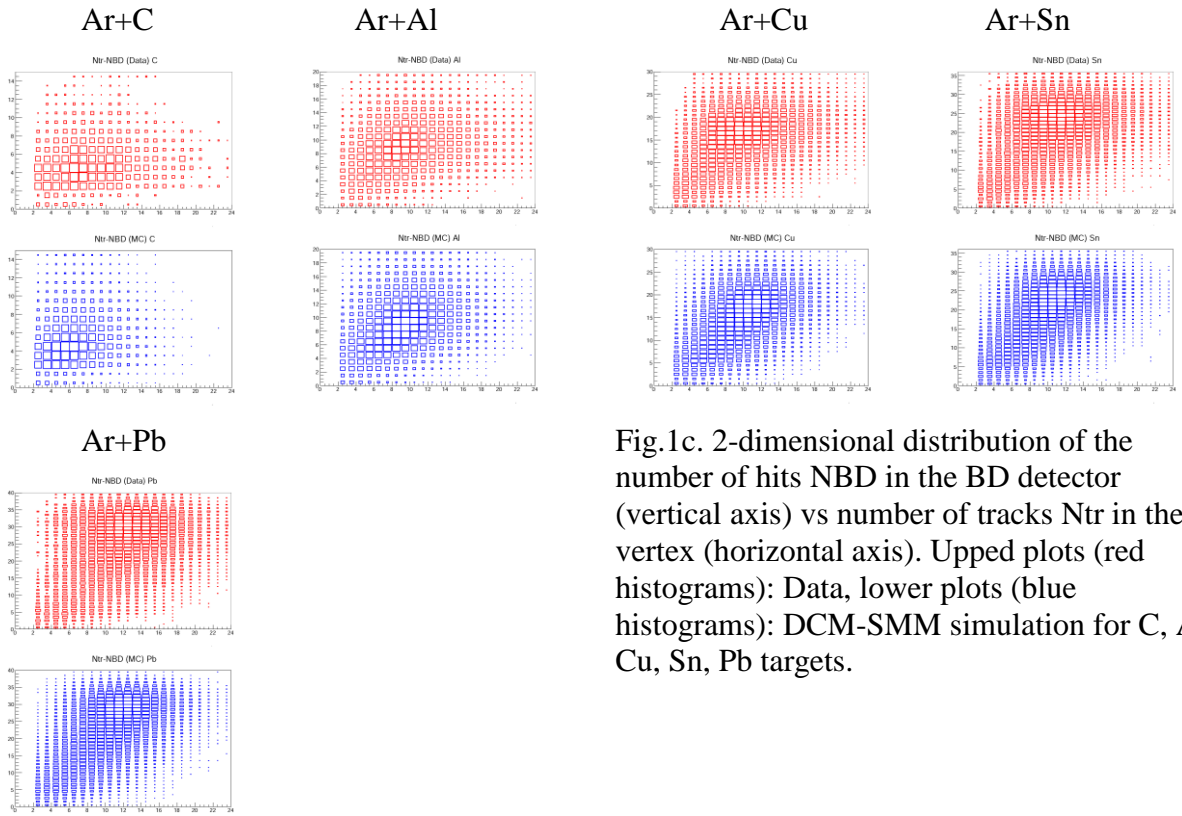 Ar+C
Ar+Al
Ar+Cu
Ar+Sn
Ntr-NBD (Data) C
Ntr-NBD (Data) Al
Ntr-NBD (Data) Cu
Ntr-NBD (Data) Sn
Ntr-NBD (MC) C
Ntr-NBD (MC) Al
Ntr-NBD (MC) Cu
Ntr-NBD (MC) Sn
Ar+Pb
Ntr-NBD (Data) Pb
Ntr-NBD (MC) Pb
Fig.1c. 2-dimensional distribution of the
number of hits NBD in the BD detector
(vertical axis) vs number of tracks Ntr in the
vertex (horizontal axis). Upped plots (red
histograms): Data, lower plots (blue
histograms): DCM-SMM simulation for C,
Cu, Sn, Pb targets.